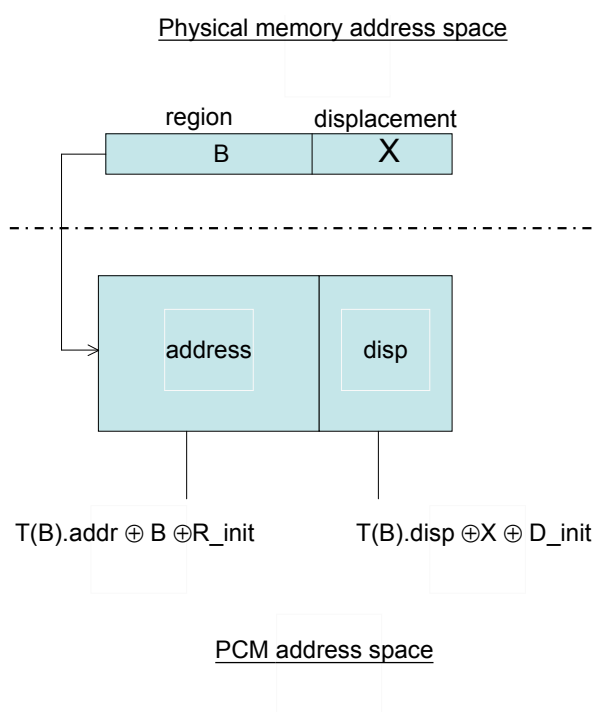 Physical memory address space
region displacement
B X
address disp
T(B).addr ⊕ B ⊕R_init T(B).disp ⊕X ⊕ D_init
PCM address space